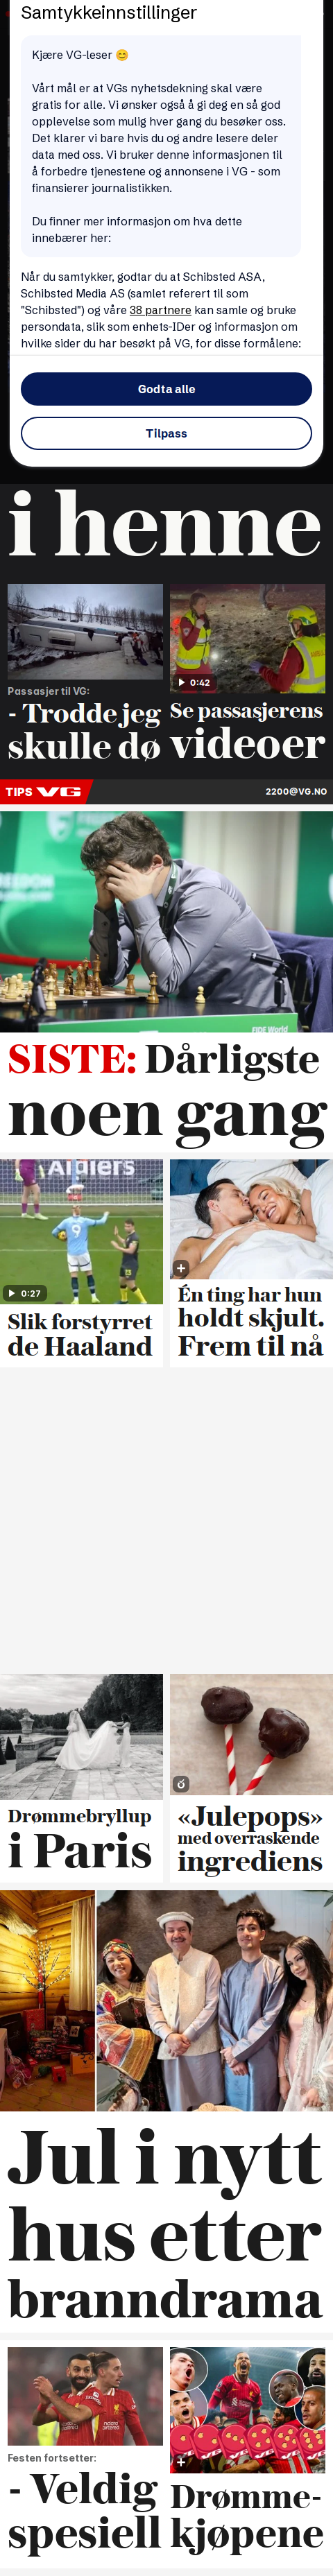 Samtykkeinnstillinger
Kjære VG-leser 😊
Vårt mål er at VGs nyhetsdekning skal være
gratis for alle. Vi ønsker også å gi deg en så god
opplevelse som mulig hver gang du besøker oss.
Det klarer vi bare hvis du og andre lesere deler
data med oss. Vi bruker denne informasjonen til
å forbedre tjenestene og annonsene i VG - som
finansierer journalistikken.
Du finner mer informasjon om hva dette
innebærer her:
Når du samtykker, godtar du at Schibsted ASA,
Schibsted Media AS (samlet referert til som
"Schibsted") og våre 38 partnere kan samle og bruke
persondata, slik som enhets-IDer og informasjon om
hvilke sider du har besøkt på VG, for disse formålene:
Godta alle
Tilpass
i henne
Passasjer til VG:
- Trodde jeg
skulle dø
0:42
Se passasjerens
videoer
TIPS VG
2200@VG.NO
FIDE World
SISTE: Dårligste
noen gang
Algiers
9
0:27
Slik forstyrret
de Haaland
Én ting har hun
holdt skjult.
Frem til nå
Drømmebryllup
i Paris
«Julepops»
med overraskende
ingrediens
Jul i nytt
hus etter
branndrama
Festen fortsetter:
- Veldig
spesiell
Drømme-
kjøpene